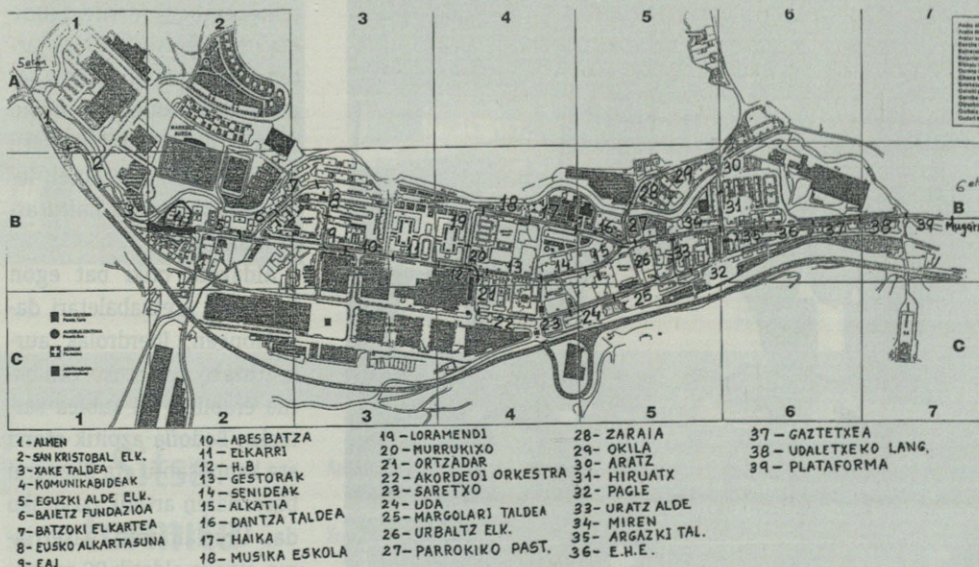 1 2 3 4 5 6 7
A
B
C
B
C
1 2 3 4 5 6 7
1-ALMEN
2-SAN KRISTOBAL ELK.
3-XAKE TALDEA
4-KOMUNIKABIDEAK
5-EGUZKI ALDE ELK.
6-BAIETZ FUNDAZIOA
7-BATZOKI ELKARTEA
8-EUSKO ALKARTASUNA
9-EAJ
10-ABESBATZA
11-ELKARRI
12-H.B
13-GESTORAK
14-SENIDEAK
15-ALKATIA
16-DANTZA TALDEA
17-HAIKA
18-MUSIKA ESKOLA
19-LORAMENDI
20-MURRUKIXO
21-ORTZADAR
22-AKORDEOI ORKESTRA
23-SARETXO
24-UDA
25-MARGOLARI TALDEA
26-URBALTZ ELK.
27-PARROKIKO PAST.
28-ZARAIA
29-OKILA
30-ARATZ
31-HIRUATX
32-PAGLE
33-URATZ ALDE
34-MIREN
35-ARGAZKI TAL.
36-E.H.E.
37-GAZTETXEA
38-UDALETXEKO LANG.
39-PLATAFORMA